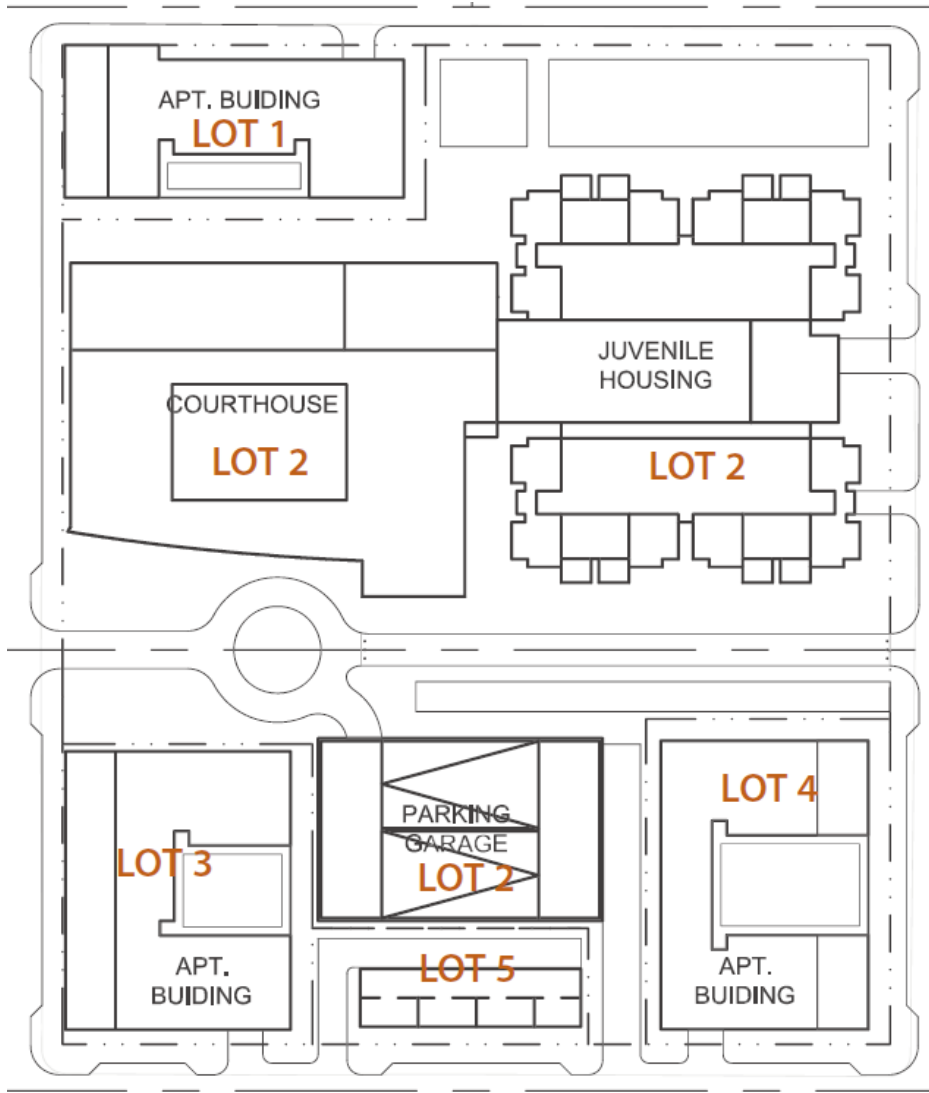 APT. BUIDING
LOT 1
JUVENILE
HOUSING
COURTHOUSE
LOT 2
LOT 2
LOT 4
PARKING
GARAGE
LOT 2
LOT 3
APT.
BUIDING
LOT 5
APT.
BUIDING